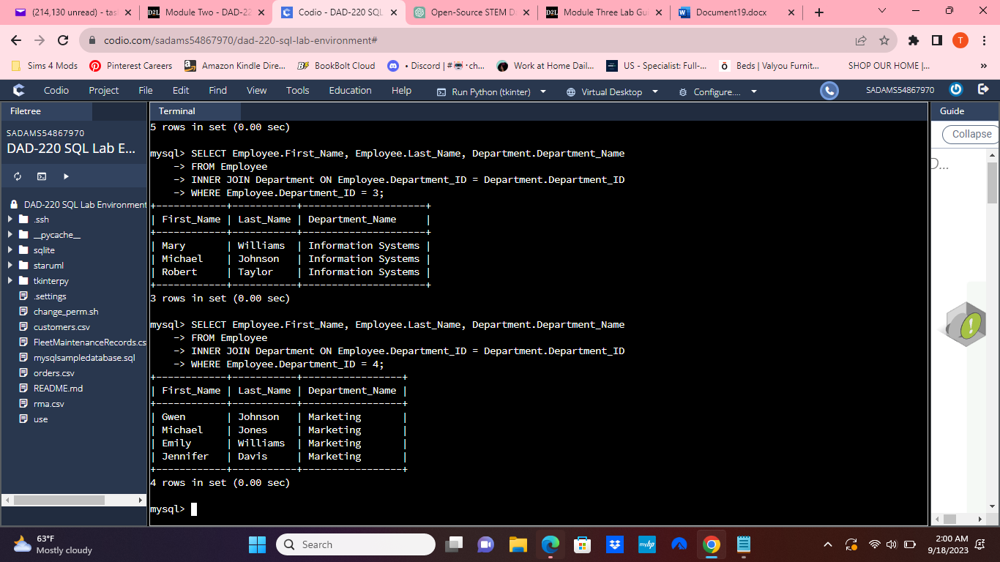 (214,130 unread) - tas
Module Two - DAD-22
Codio - DAD-220 SQL
Open-Source STEM D
Module Three Lab Gu
Document19.docx
codio.com/sadams54867970/dad-220-sql-lab-environment#
T
Sims 4 Mods
Pinterest Careers
Amazon Kindle Dire...
BookBolt Cloud
• Discord | #
·ch...
Work at Home Dail...
US - Specialist: Full-...
Beds | Valyou Furnit...
SHOP OUR HOME |...
»
Codio Project File Edit Find View Tools Education Help
Run Python (tkinter)
Virtual Desktop
Configure....
SADAMS54867970
Filetree
Terminal
Guide
SADAMS54867970
DAD-220 SQL Lab E...
Collapse
D...
DAD-220 SQL Lab Environment
.ssh
__pycache__
sqlite
staruml
tkinterpy
.settings
change_perm.sh
customers.csv
FleetMaintenanceRecords.cs
mysqlsampledatabase.sql
orders.csv
README.md
rma.csv
use
5 rows in set (0.00 sec)
mysql> SELECT Employee.First_Name, Employee.Last_Name, Department.Department_Name
-> FROM Employee
-> INNER JOIN Department ON Employee.Department_ID = Department.Department_ID
-> WHERE Employee.Department_ID = 3;
+------------+-----------+---------------------+
| First_Name | Last_Name | Department_Name     |
+------------+-----------+---------------------+
| Mary       | Williams  | Information Systems |
| Michael    | Johnson   | Information Systems |
| Robert     | Taylor    | Information Systems |
+------------+-----------+---------------------+
3 rows in set (0.00 sec)
mysql> SELECT Employee.First_Name, Employee.Last_Name, Department.Department_Name
-> FROM Employee
-> INNER JOIN Department ON Employee.Department_ID = Department.Department_ID
-> WHERE Employee.Department_ID = 4;
+------------+-----------+-----------------+
| First_Name | Last_Name | Department_Name |
+------------+-----------+-----------------+
| Gwen       | Johnson   | Marketing       |
| Michael    | Jones     | Marketing       |
| Emily      | Williams  | Marketing       |
| Jennifer   | Davis     | Marketing       |
+------------+-----------+-----------------+
4 rows in set (0.00 sec)
mysql>
63°F
Mostly cloudy
Search
myhp
2:00 AM
9/18/2023